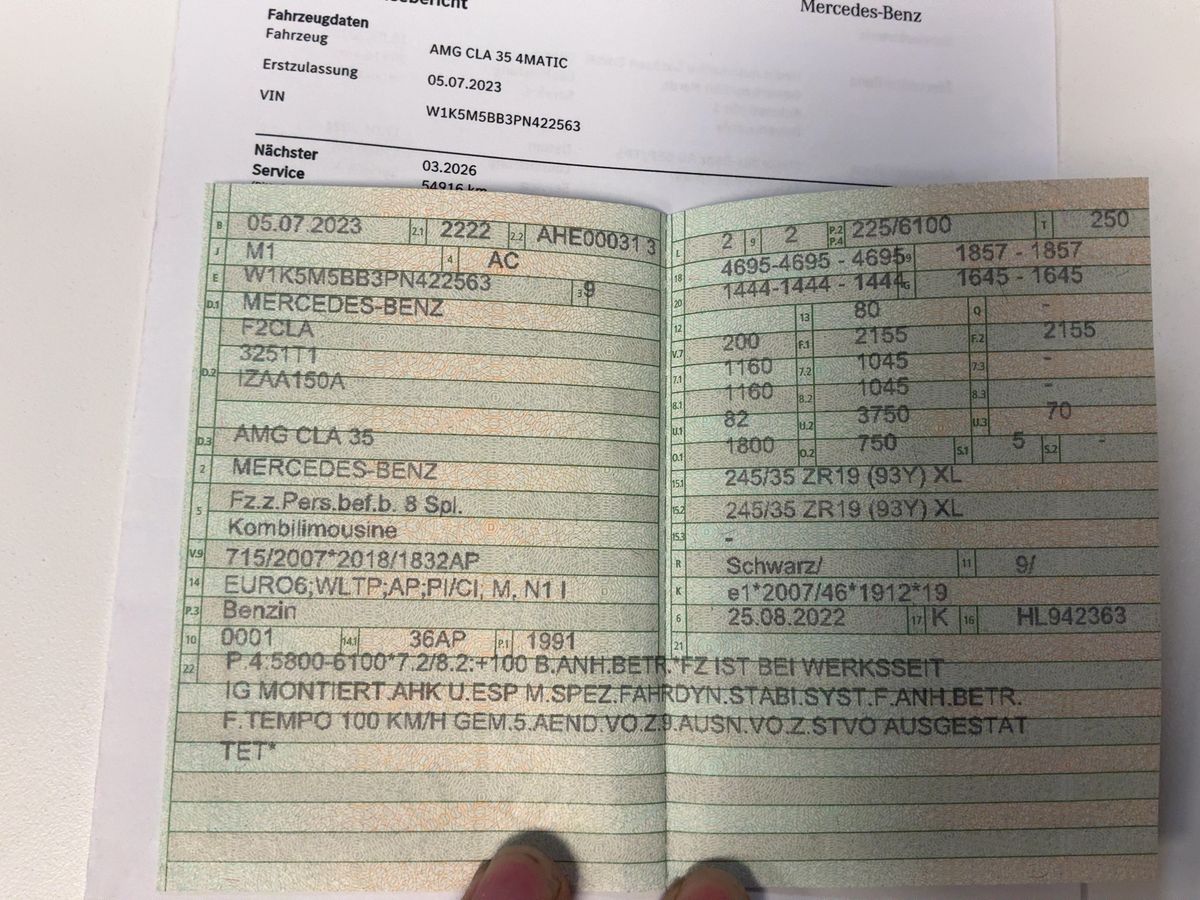 Mercedes-Benz
Fahrzeugdaten
Fahrzeug AMG CLA 35 4MATIC
Erstzulassung 05.07.2023
VIN W1K5M5BB3PN422563
Nächster 03.2026
Service 54916 km
B 05.07.2023 2.1 2222 2.2 AHE00031 3
J M1 4 AC
E W1K5M5BB3PN422563 3 9
D.1 MERCEDES-BENZ
F2CLA
D.2 3251T1
IZAA150A
D.3 AMG CLA 35
2 MERCEDES-BENZ
5 Fz.z.Pers.bef.b. 8 Spl.
Kombilimousine
V.9 715/2007*2018/1832AP
14 EURO6;WLTP;AP;PI/CI, M, N1 I
P.3 Benzin
10 0001 14.1 36AP P.1 1991
L 2 9 2 P.2 P.4 225/6100 T 250
18 4695-4695 - 4695 19 1857 - 1857
20 1444-1444 - 1444 G 1645 - 1645
12 13 80 Q -
V.7 200 F.1 2155 F.2 2155
7.1 1160 7.2 1045 7.3 -
8.1 1160 8.2 1045 8.3 -
U.1 82 U.2 3750 U.3 70
O.1 1800 O.2 750 S.1 5 S.2 -
15.1 245/35 ZR19 (93Y) XL
15.2 245/35 ZR19 (93Y) XL
15.3 -
R Schwarz/ 11 9/
K e1*2007/46*1912*19
6 25.08.2022 17 K 16 HL942363
21
22 P.4:5800-6100*7.2/8.2:+100 B.ANH.BETR.*FZ IST BEI WERKSSEIT
IG MONTIERT.AHK U.ESP M.SPEZ.FAHRDYN.STABI.SYST.F.ANH.BETR.
F.TEMPO 100 KM/H GEM.5.AEND.VO.Z.9.AUSN.VO.Z.STVO AUSGESTAT
TET*